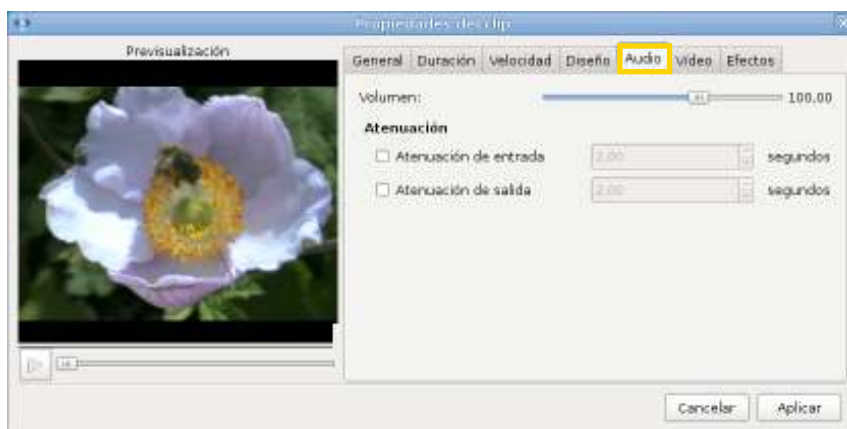 Propiedades del clip
Previsualización
General Duración Velocidad Diseño Audio Vídeo Efectos
Volumen: 100.00
Atenuación
Atenuación de entrada 2.00 segundos
Atenuación de salida 2.00 segundos
Cancelar Aplicar